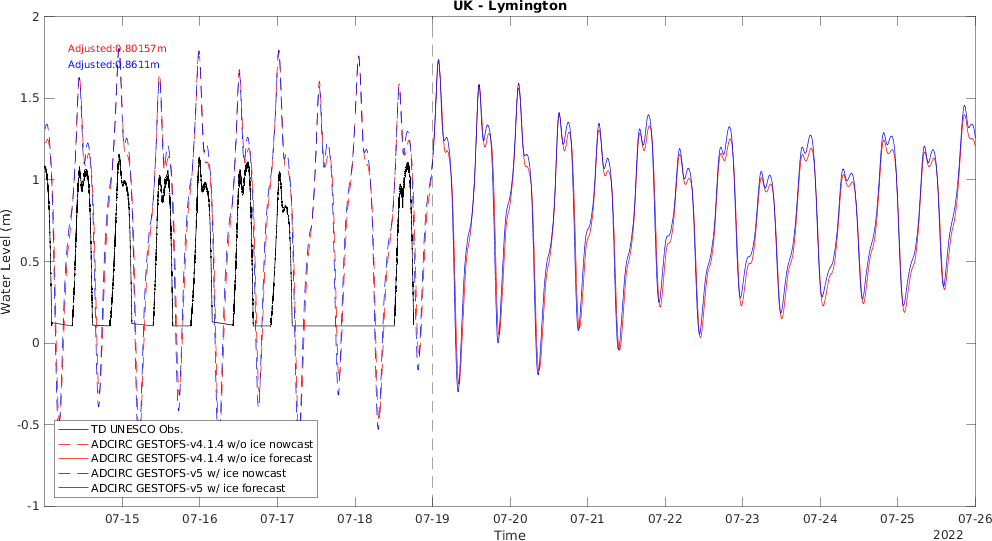 UK - Lymington
Adjusted:0.80157m
Adjusted:0.8611m
2
1.5
1
0.5
0
-0.5
-1
Water Level (m)
TD UNESCO Obs.
ADCIRC GESTOFS-v4.1.4 w/o ice nowcast
ADCIRC GESTOFS-v4.1.4 w/o ice forecast
ADCIRC GESTOFS-v5 w/ ice nowcast
ADCIRC GESTOFS-v5 w/ ice forecast
07-15 07-16 07-17 07-18 07-19 07-20 07-21 07-22 07-23 07-24 07-25 07-26
Time
2022